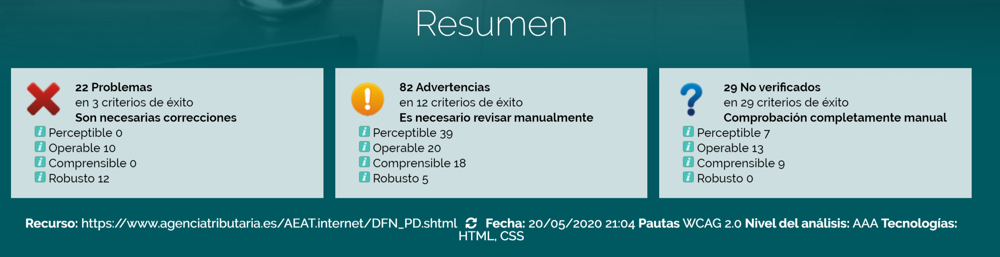 Resumen
22 Problemas
en 3 criterios de éxito
Son necesarias correcciones
Perceptible 0
Operable 10
Comprensible 0
Robusto 12
82 Advertencias
en 12 criterios de éxito
Es necesario revisar manualmente
Perceptible 39
Operable 20
Comprensible 18
Robusto 5
29 No verificados
en 29 criterios de éxito
Comprobación completamente manual
Perceptible 7
Operable 13
Comprensible 9
Robusto 0
Recurso: https://www.agenciatributaria.es/AEAT.internet/DFN_PD.shtml Fecha: 20/05/2020 21:04 Pautas WCAG 2.0 Nivel del análisis: AAA Tecnologías:
HTML, CSS